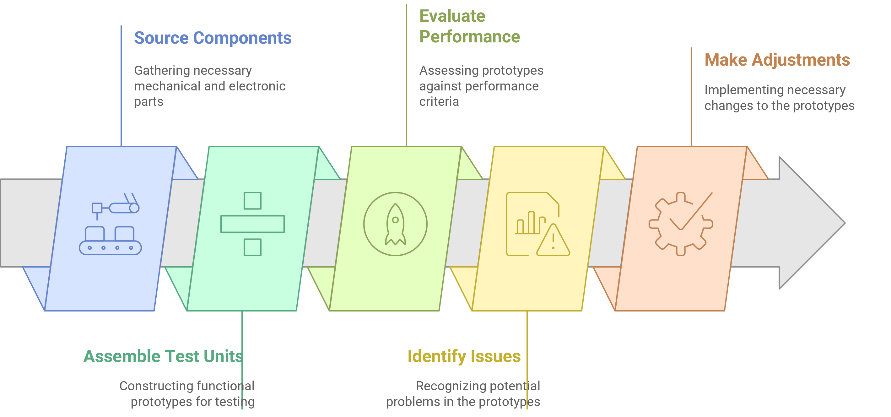 Source Components
Gathering necessary
mechanical and electronic
parts
Assemble Test Units
Constructing functional
prototypes for testing
Evaluate
Performance
Assessing prototypes
against performance
criteria
Identify Issues
Recognizing potential
problems in the prototypes
Make Adjustments
Implementing necessary
changes to the prototypes